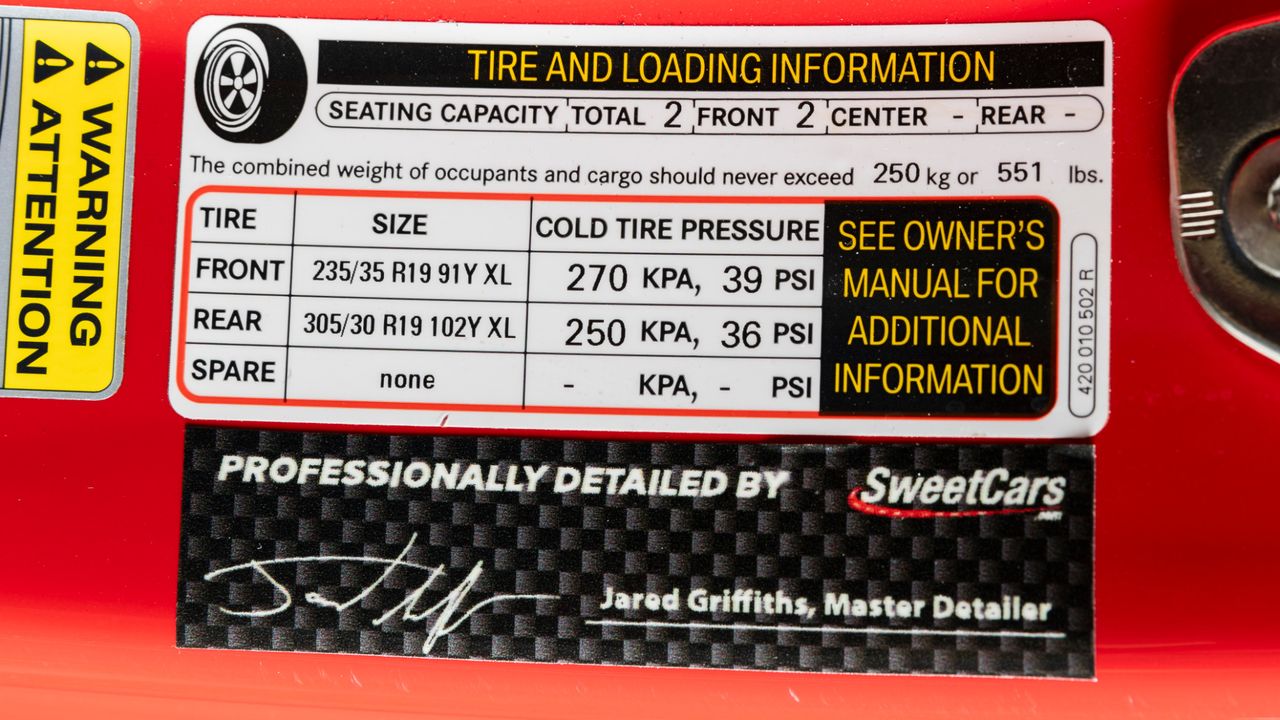 WARNING
ATTENTION
TIRE AND LOADING INFORMATION
SEATING CAPACITY TOTAL 2 FRONT 2 CENTER - REAR -
The combined weight of occupants and cargo should never exceed 250 kg or 551 lbs.
TIRE SIZE COLD TIRE PRESSURE
FRONT 235/35 R19 91Y XL 270 KPA, 39 PSI
REAR 305/30 R19 102Y XL 250 KPA, 36 PSI
SPARE none - KPA, - PSI
SEE OWNER'S
MANUAL FOR
ADDITIONAL
INFORMATION
420 010 502 R
PROFESSIONALLY DETAILED BY
SweetCars
.com
Jared Griffiths, Master Detailer